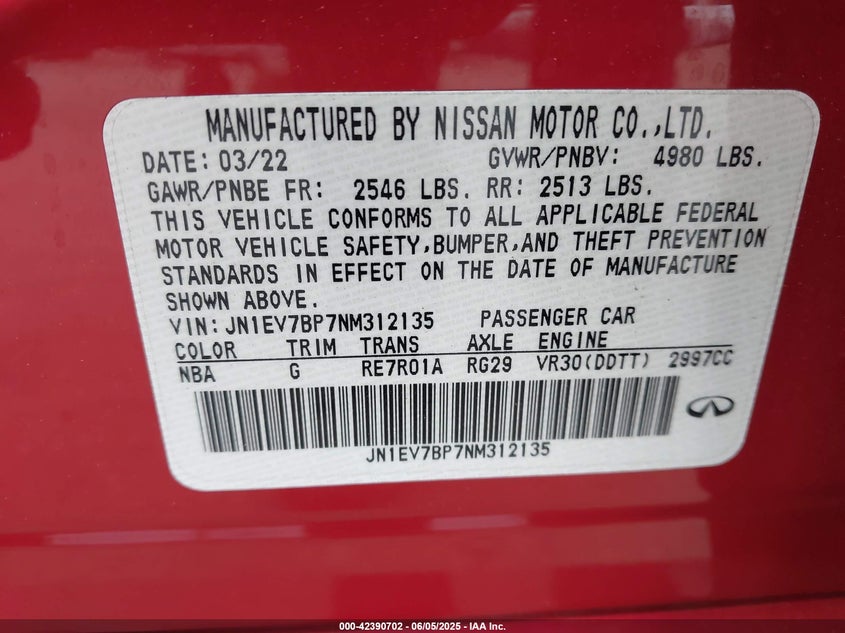 MANUFACTURED BY NISSAN MOTOR CO.,LTD.
DATE: 03/22 GVWR/PNBV: 4980 LBS.
GAWR/PNBE FR: 2546 LBS. RR: 2513 LBS.
THIS VEHICLE CONFORMS TO ALL APPLICABLE FEDERAL
MOTOR VEHICLE SAFETY,BUMPER,AND THEFT PREVENTION
STANDARDS IN EFFECT ON THE DATE OF MANUFACTURE
SHOWN ABOVE.
VIN:JN1EV7BP7NM312135 PASSENGER CAR
COLOR TRIM TRANS AXLE ENGINE
NBA G RE7R01A RG29 VR30(DDTT) 2997CC
JN1EV7BP7NM312135
000-42390702 - 06/05/2025 - IAA Inc.